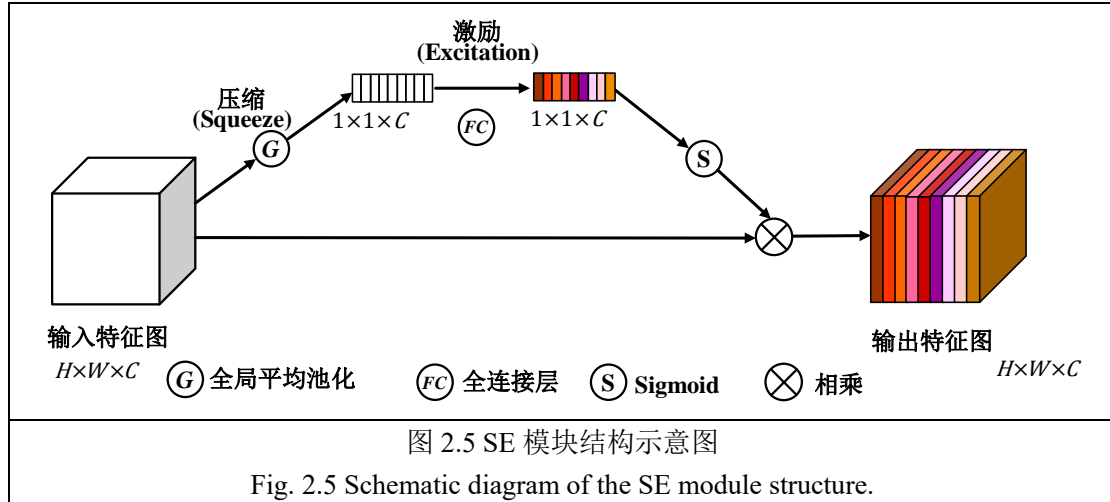 激励
(Excitation)
压缩
(Squeeze)
G
1×1×C
FC
1×1×C
S
输入特征图
H×W×C
输出特征图
H×W×C
G 全局平均池化 FC 全连接层 S Sigmoid 相乘
图 2.5 SE 模块结构示意图
Fig. 2.5 Schematic diagram of the SE module structure.